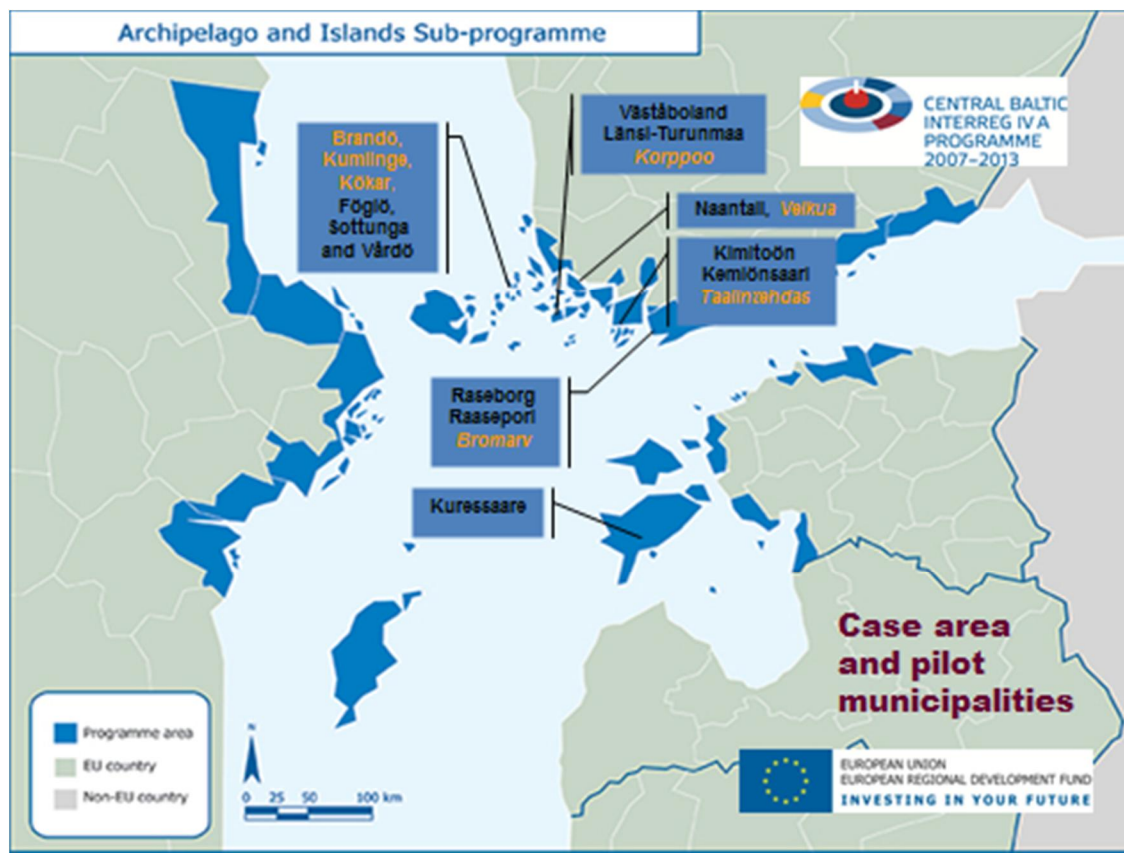 Archipelago and Islands Sub-programme
CENTRAL BALTIC
INTERREG IV A
PROGRAMME
2007–2013
Brandö,
Kumlinge,
Kökar,
Föglö,
Sottunga
and Vårdö
Väståboland
Länsi-Turunmaa
Korppoo
Naantali, Velkua
Kimitoön
Kemiönsaari
Taalintehdas
Raseborg
Raasepori
Bromarv
Kuressaare
Case area
and pilot
municipalities
Programme area
EU country
Non-EU country
N
0 25 50 100 km
EUROPEAN UNION
EUROPEAN REGIONAL DEVELOPMENT FUND
INVESTING IN YOUR FUTURE